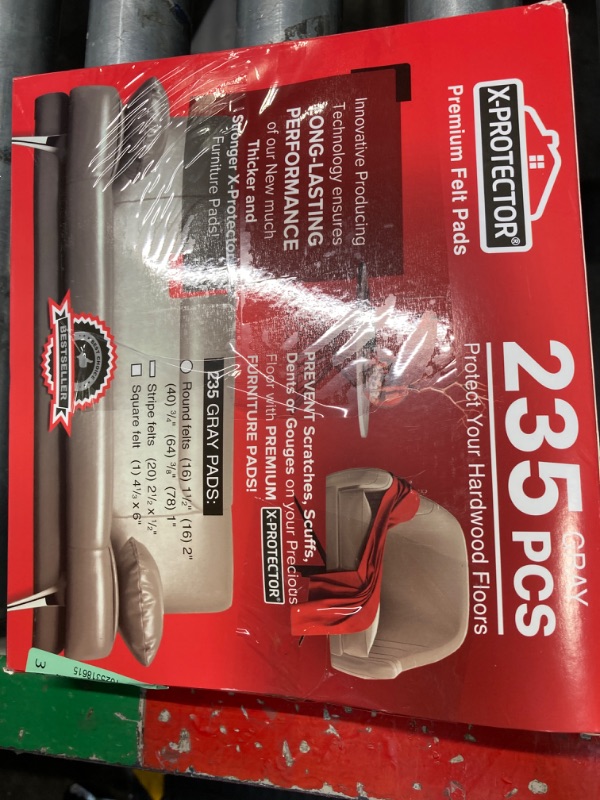 X-PROTECTOR®
Premium Felt Pads
GRAY
235 PCS
Protect Your Hardwood Floors
Innovative Producing
Technology ensures
LONG-LASTING
PERFORMANCE
of our New much
Thicker and
Stronger X-Protector
Furniture Pads!
PREVENT Scratches, Scuffs,
Dents or Gouges on your Precious
Floor with PREMIUM X-PROTECTOR®
FURNITURE PADS!
235 GRAY PADS:
Round felts (16) 1½" (16) 2"
(40) ¾" (64) ⅜" (78) 1"
Stripe felts (20) 2½ x ½"
Square felt (1) 4⅓ x 6"
BESTSELLER
3